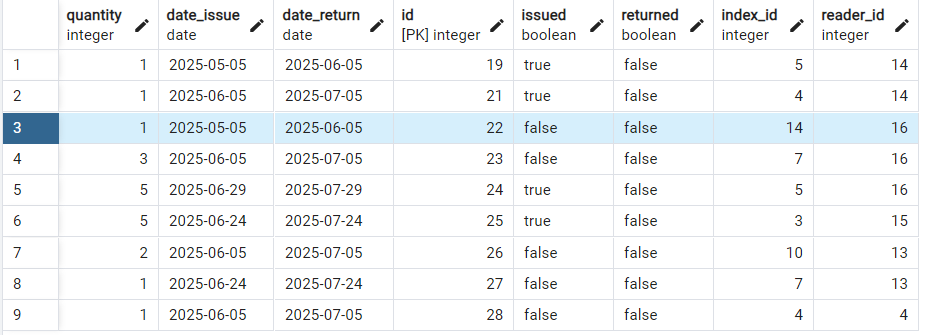 quantity integer date_issue date date_return date id [PK] integer issued boolean returned boolean index_id integer reader_id integer
1 1 2025-05-05 2025-06-05 19 true false 5 14
2 1 2025-06-05 2025-07-05 21 true false 4 14
3 1 2025-05-05 2025-06-05 22 false false 14 16
4 3 2025-06-05 2025-07-05 23 false false 7 16
5 5 2025-06-29 2025-07-29 24 true false 5 16
6 5 2025-06-24 2025-07-24 25 true false 3 15
7 2 2025-06-05 2025-07-05 26 false false 10 13
8 1 2025-06-24 2025-07-24 27 false false 7 13
9 1 2025-06-05 2025-07-05 28 false false 4 4